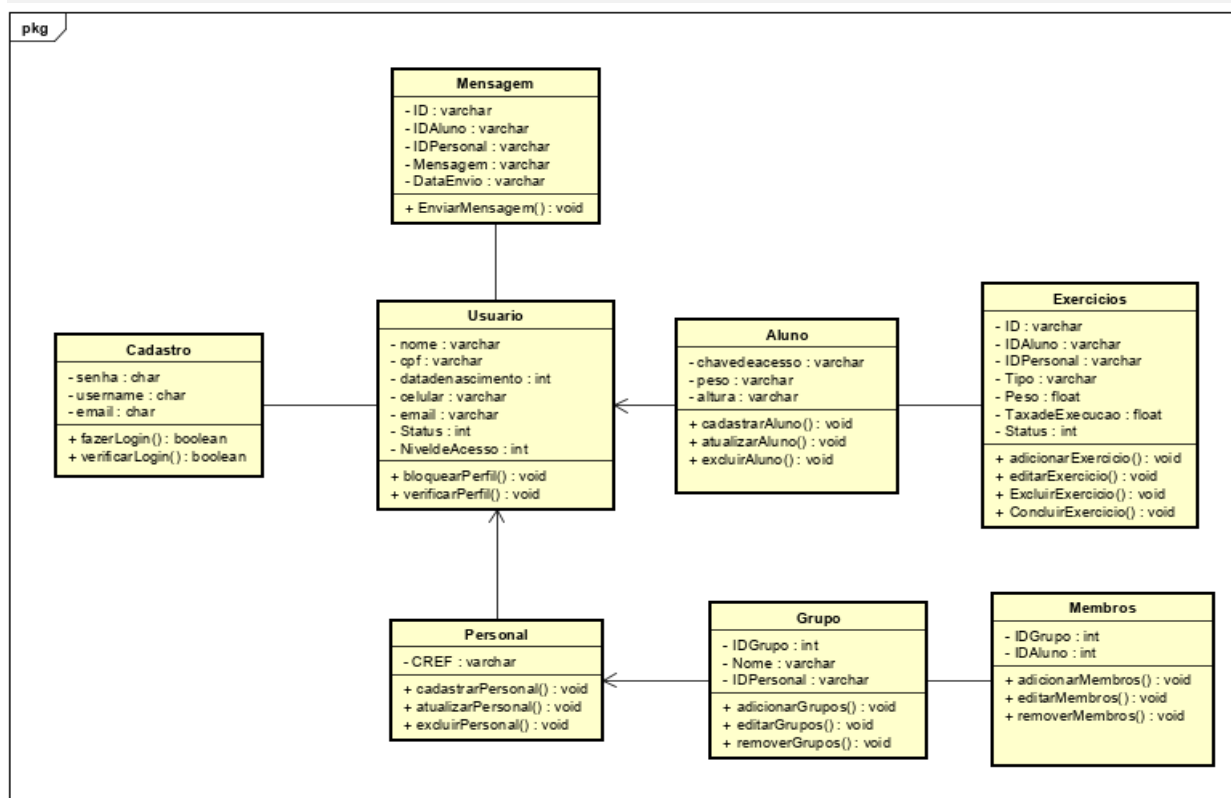 pkg
Mensagem
- ID : varchar
- IDAluno : varchar
- IDPersonal : varchar
- Mensagem : varchar
- DataEnvio : varchar
+ EnviarMensagem() : void
Cadastro
- senha : char
- username : char
- email : char
+ fazerLogin() : boolean
+ verificarLogin() : boolean
Usuario
- nome : varchar
- cpf : varchar
- datadenascimento : int
- celular : varchar
- email : varchar
- Status : int
- NiveldeAcesso : int
+ bloquearPerfil() : void
+ verificarPerfil() : void
Aluno
- chavedeacesso : varchar
- peso : varchar
- altura : varchar
+ cadastrarAluno() : void
+ atualizarAluno() : void
+ excluirAluno() : void
Exercicios
- ID : varchar
- IDAluno : varchar
- IDPersonal : varchar
- Tipo : varchar
- Peso : float
- TaxadeExecucao : float
- Status : int
+ adicionarExercicio() : void
+ editarExercicio() : void
+ ExcluirExercicio() : void
+ ConcluirExercicio() : void
Personal
- CREF : varchar
+ cadastrarPersonal() : void
+ atualizarPersonal() : void
+ excluirPersonal() : void
Grupo
- IDGrupo : int
- Nome : varchar
- IDPersonal : varchar
+ adicionarGrupos() : void
+ editarGrupos() : void
+ removerGrupos() : void
Membros
- IDGrupo : int
- IDAluno : int
+ adicionarMembros() : void
+ editarMembros() : void
+ removerMembros() : void